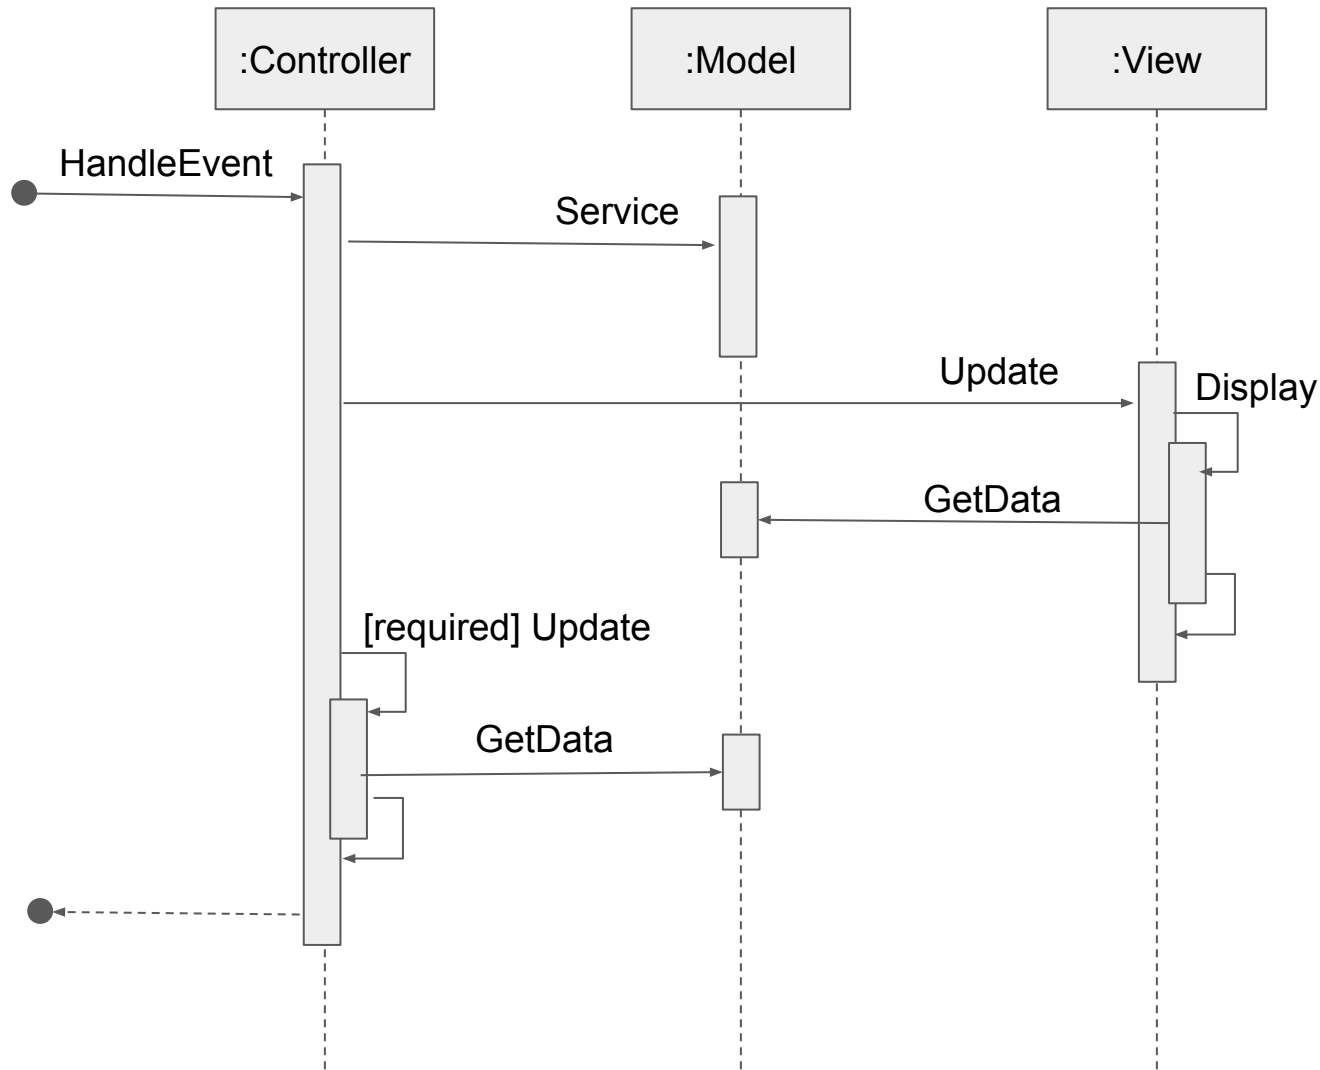 :Controller
:Model
:View
HandleEvent
Service
Update
Display
GetData
[required] Update
GetData